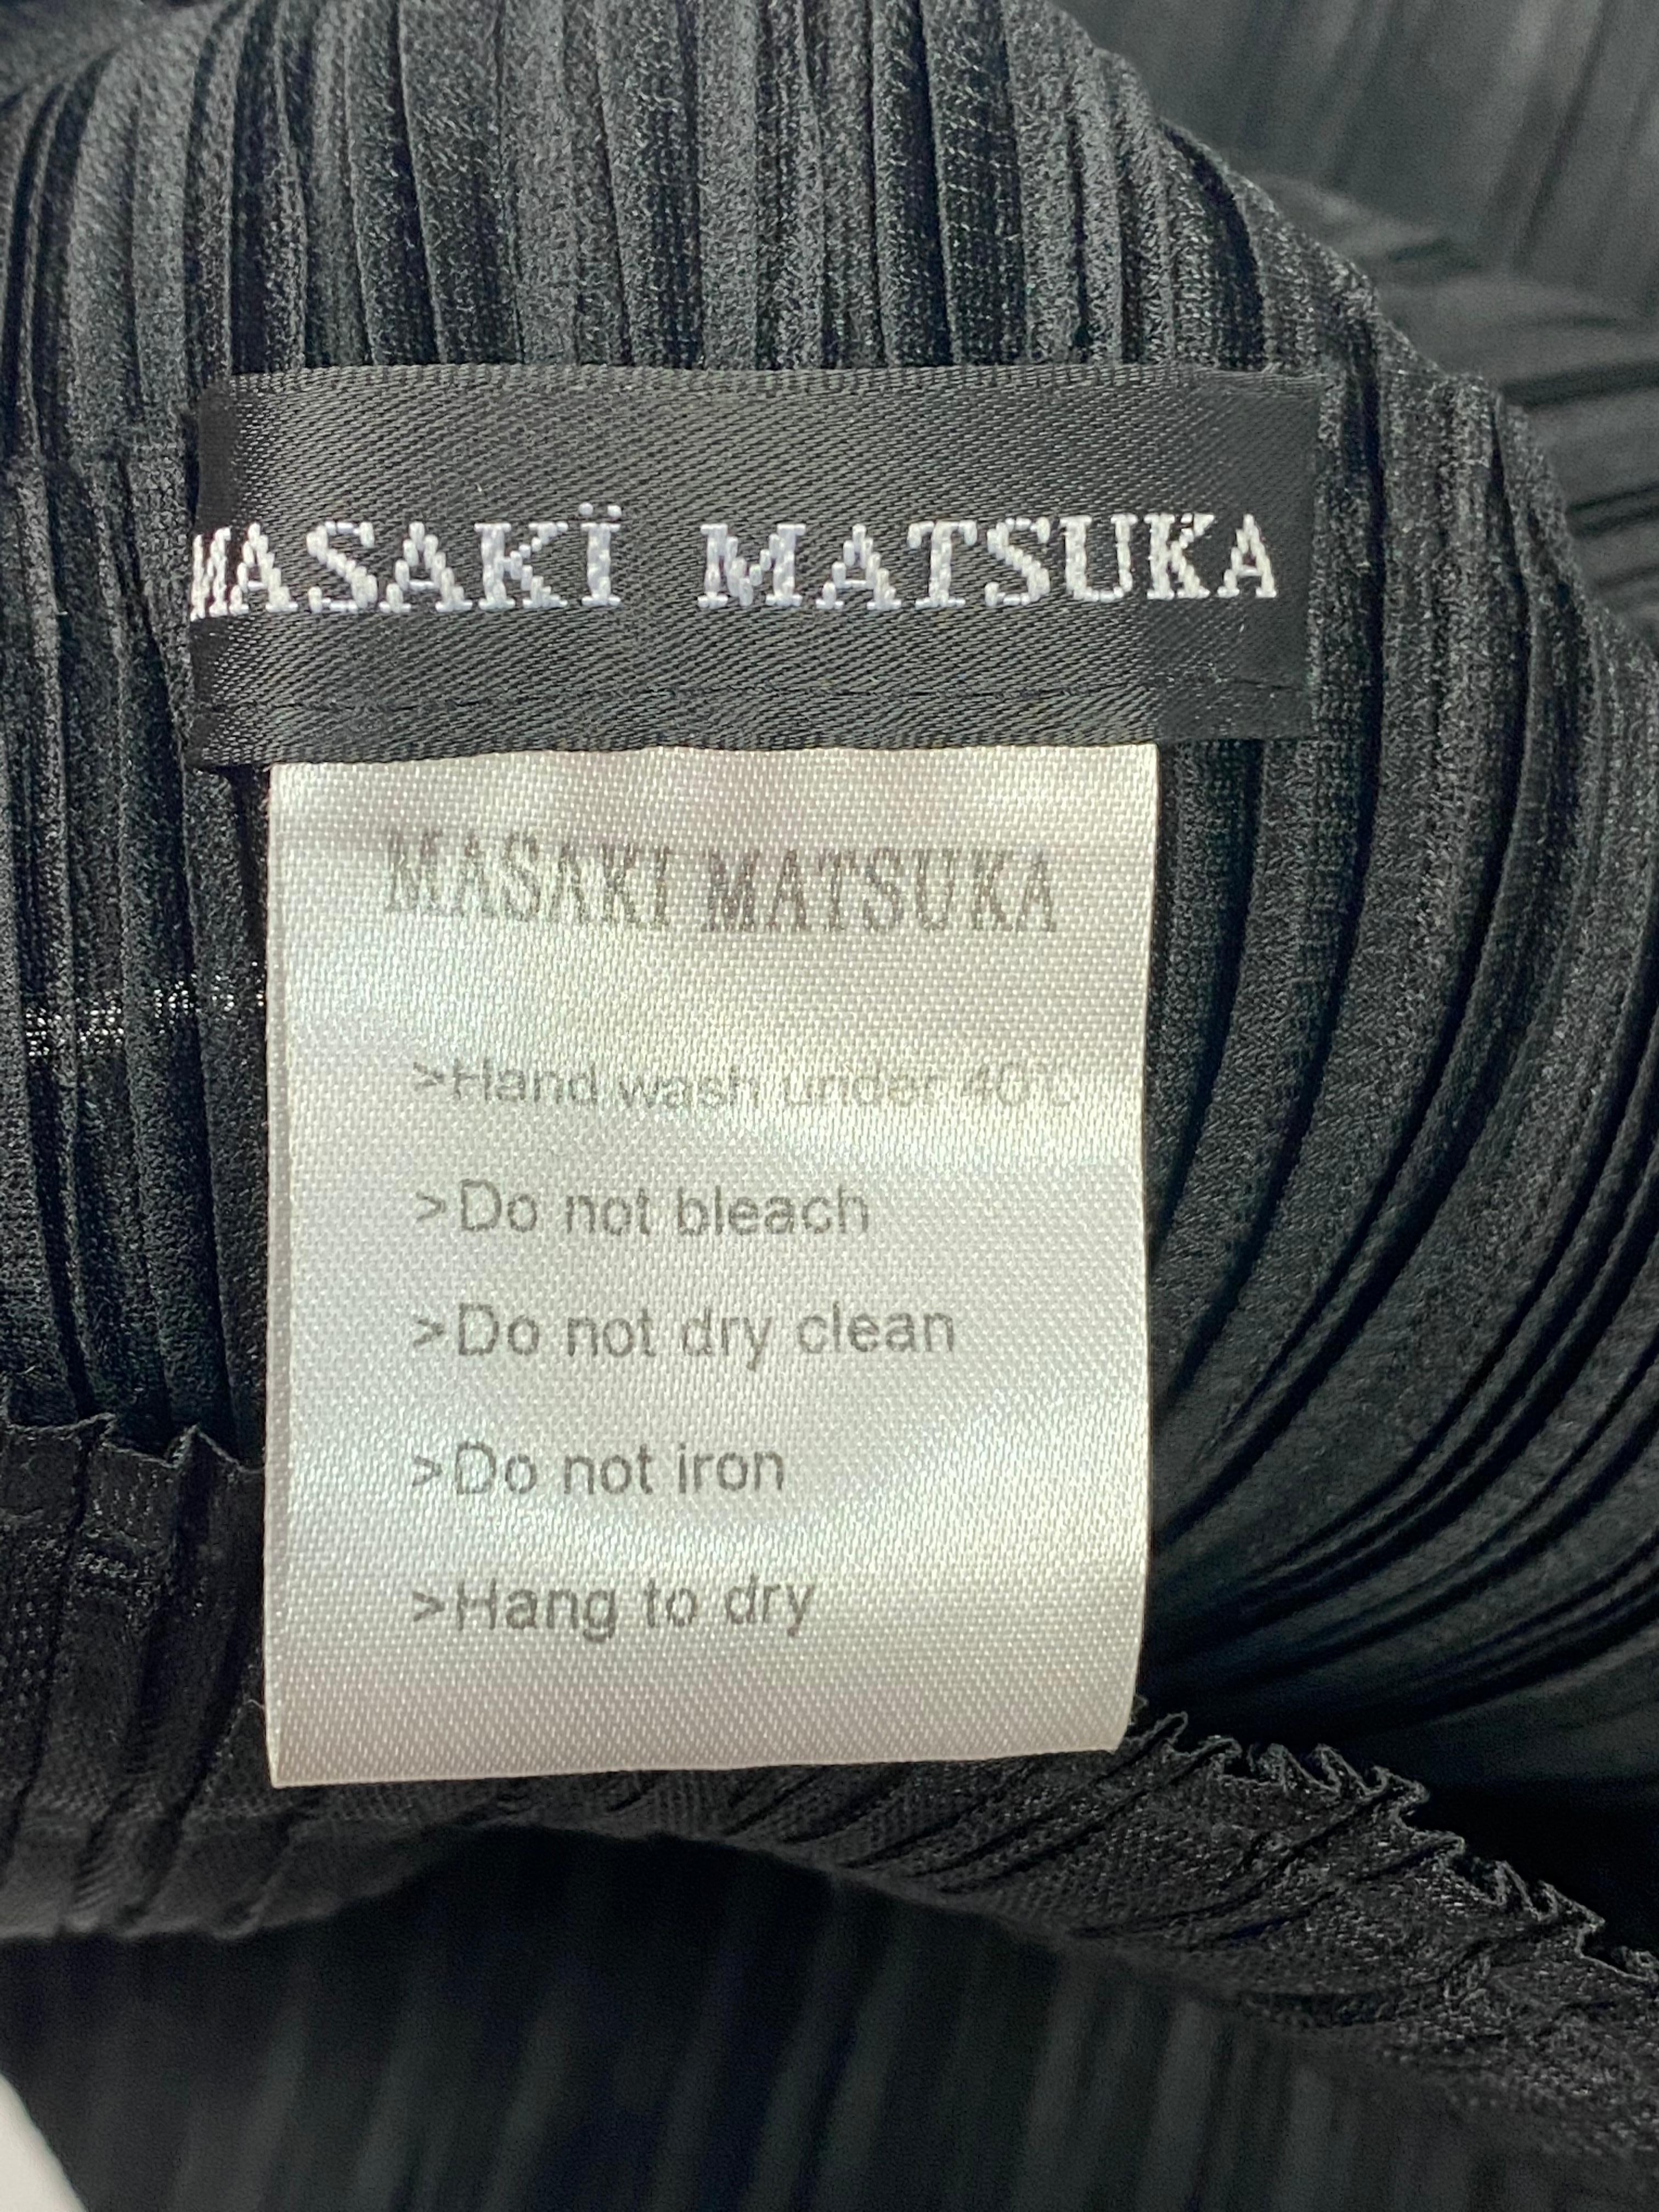 MASAKÏ MATSUKA
MASAKI MATSUKA
>Hand wash under 40℃
>Do not bleach
>Do not dry clean
>Do not iron
>Hang to dry